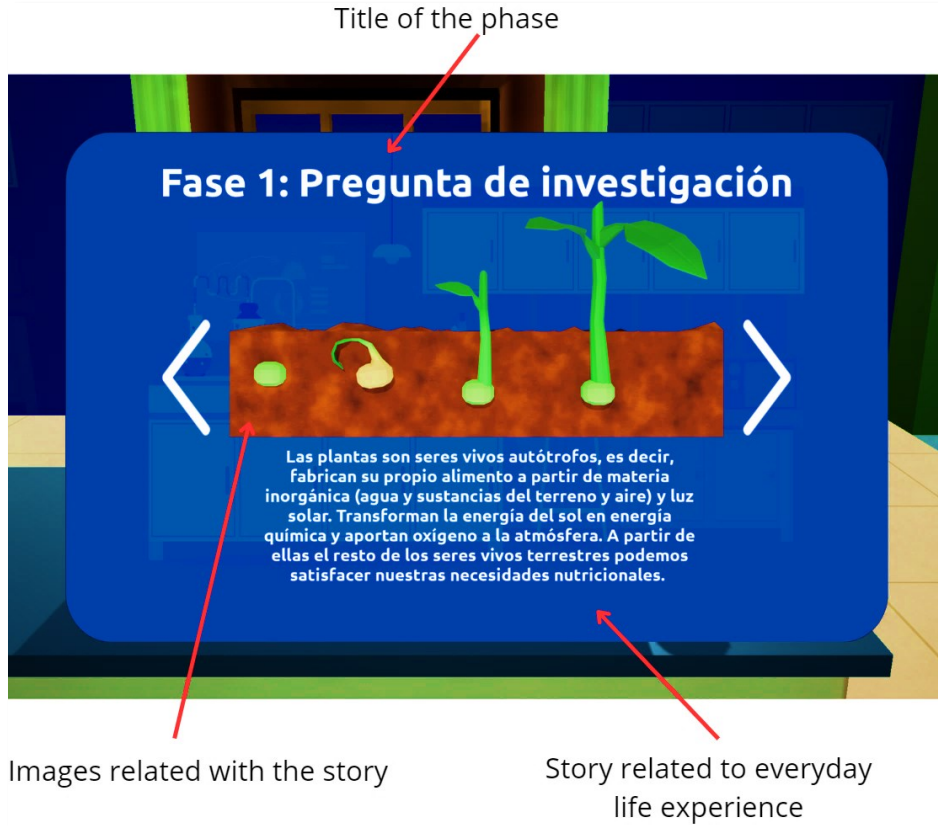 Title of the phase
Fase 1: Pregunta de investigación
Las plantas son seres vivos autótrofos, es decir,
fabrican su propio alimento a partir de materia
inorgánica (agua y sustancias del terreno y aire) y luz
solar. Transforman la energía del sol en energía
química y aportan oxígeno a la atmósfera. A partir de
ellas el resto de los seres vivos terrestres podemos
satisfacer nuestras necesidades nutricionales.
Images related with the story
Story related to everyday
life experience